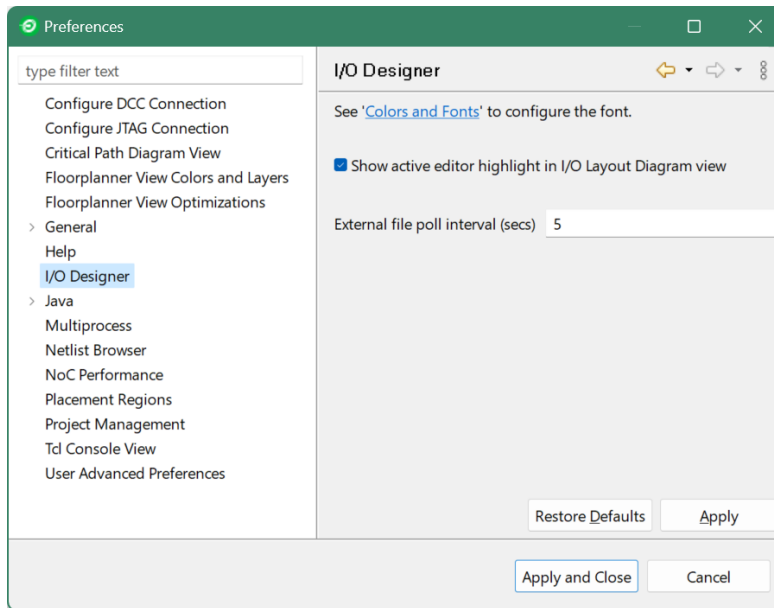 Preferences
type filter text
Configure DCC Connection
Configure JTAG Connection
Critical Path Diagram View
Floorplanner View Colors and Layers
Floorplanner View Optimizations
General
Help
I/O Designer
Java
Multiprocess
Netlist Browser
NoC Performance
Placement Regions
Project Management
Tcl Console View
User Advanced Preferences
I/O Designer
See 'Colors and Fonts' to configure the font.
Show active editor highlight in I/O Layout Diagram view
External file poll interval (secs) 5
Restore Defaults Apply
Apply and Close Cancel